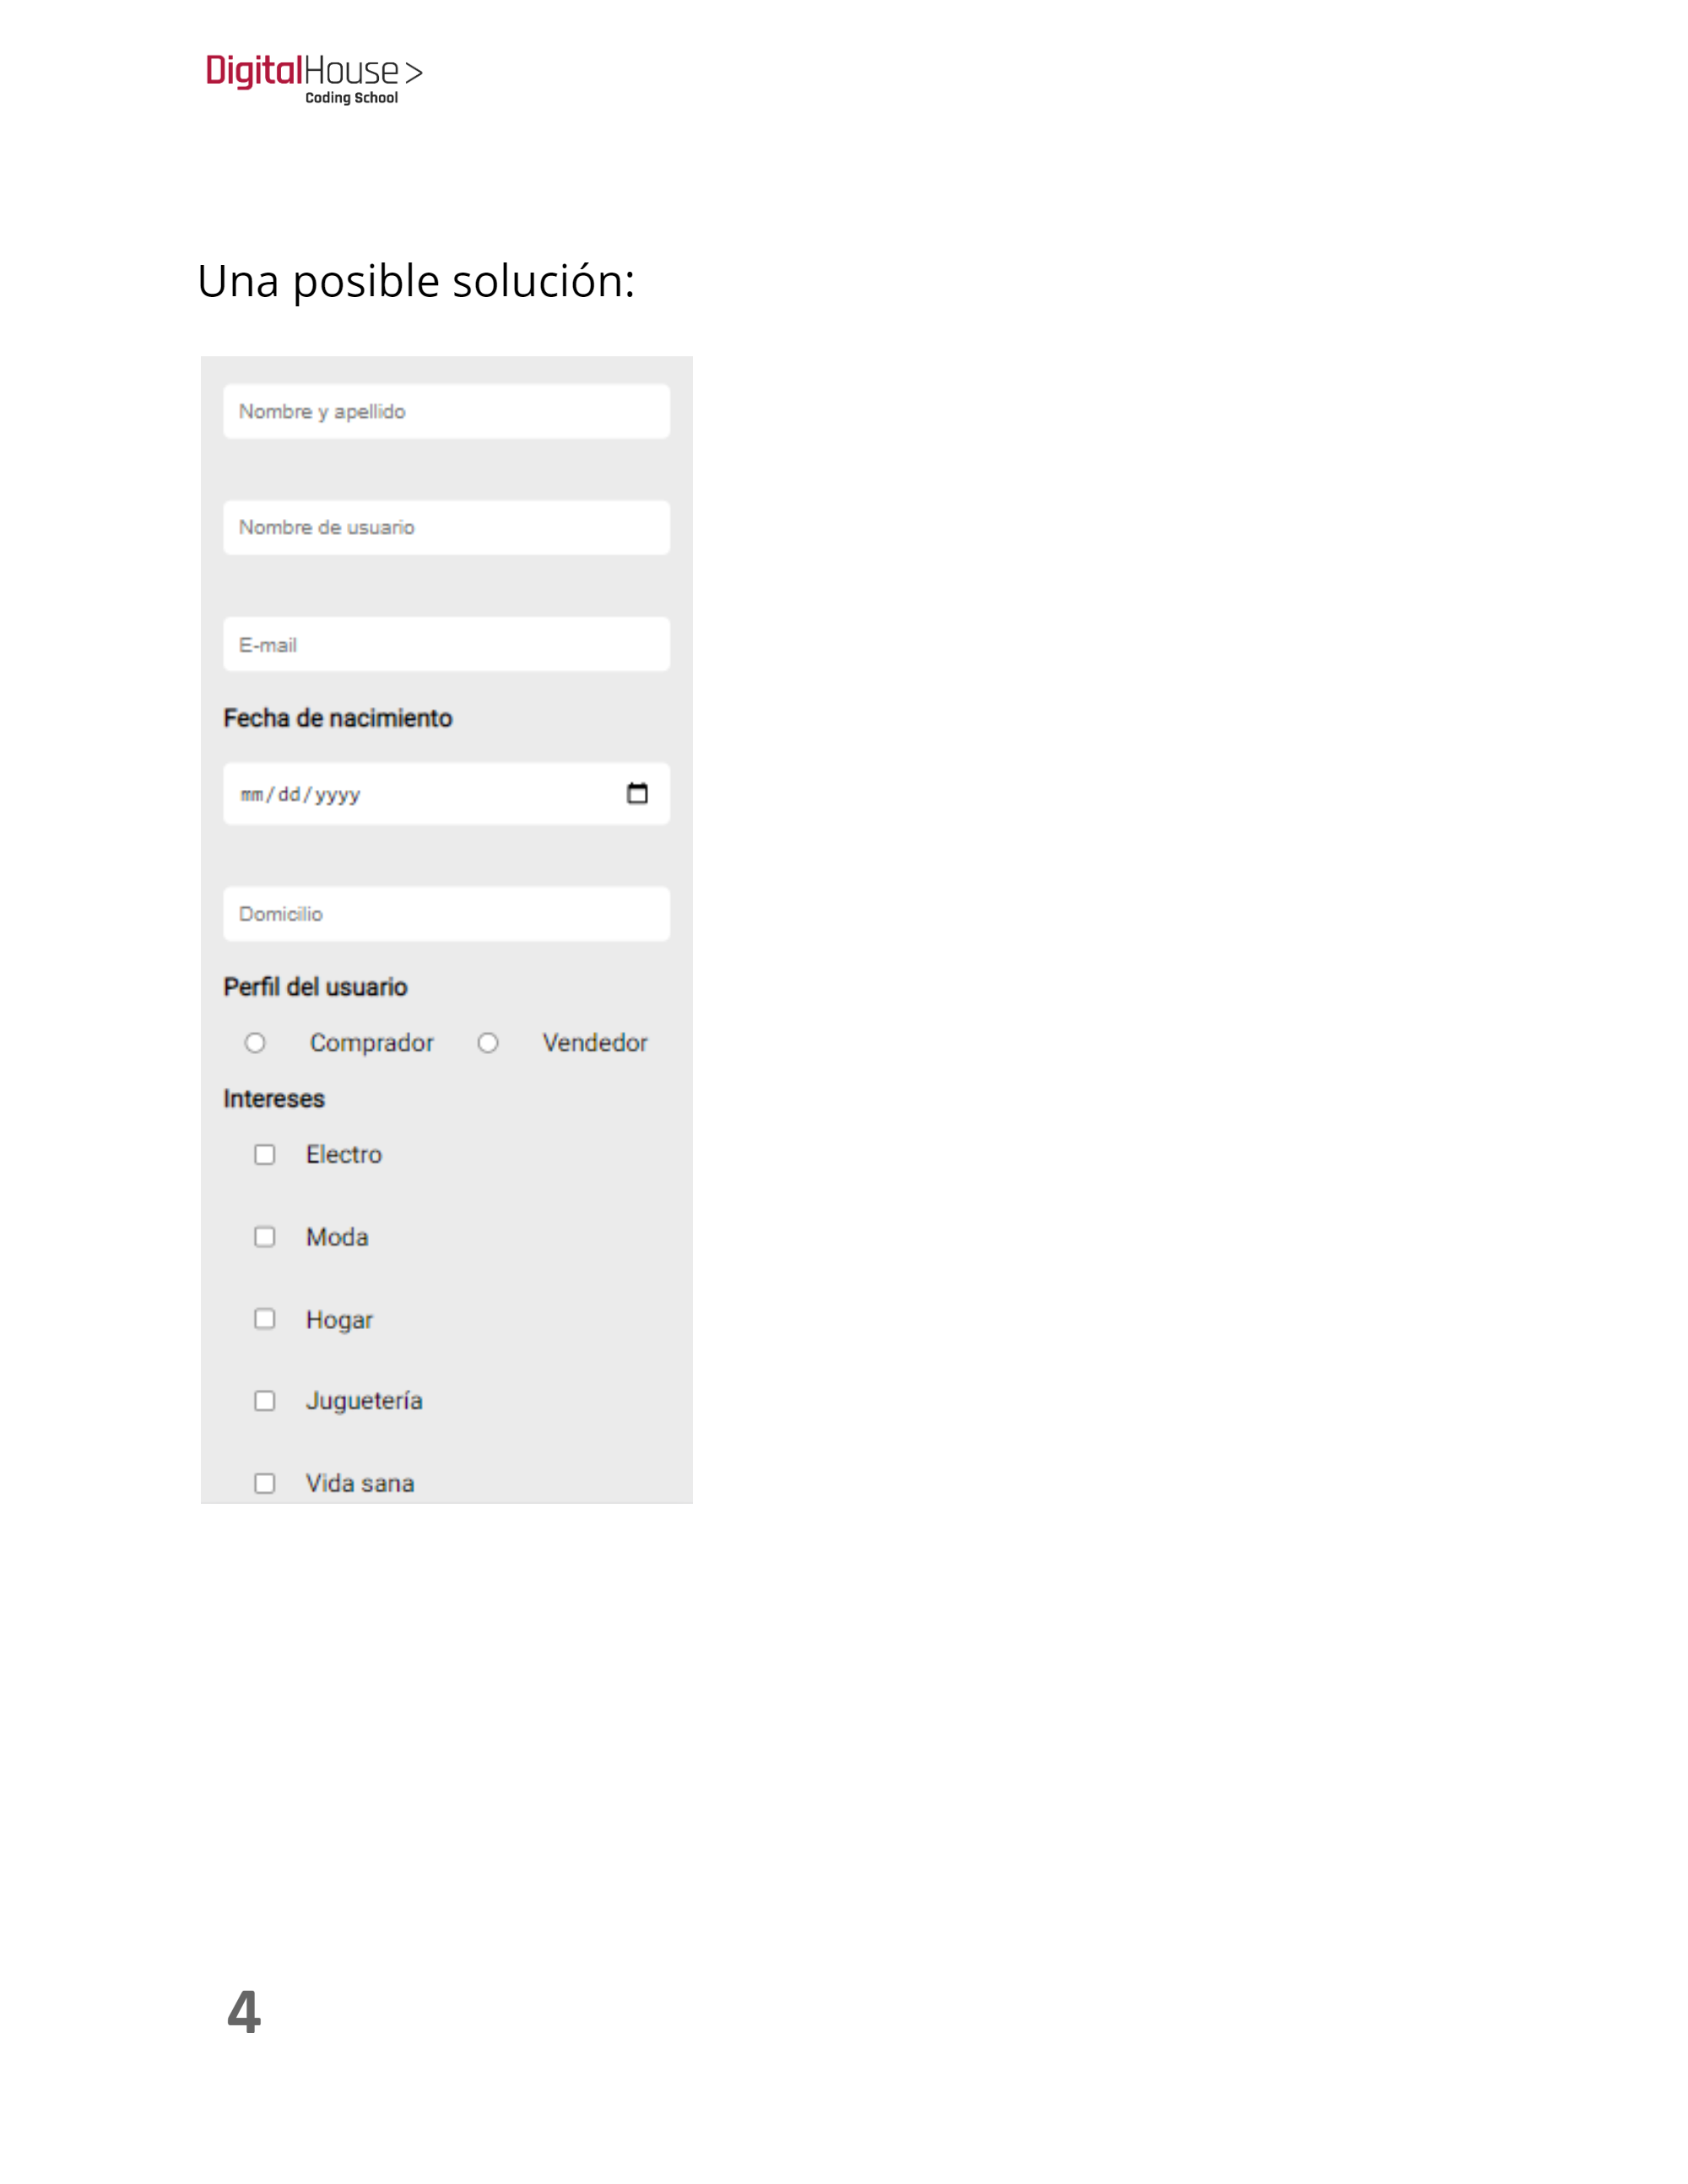 DigitalHouse >
Coding School
Una posible solución:
Nombre y apellido
Nombre de usuario
E-mail
Fecha de nacimiento
mm/dd/yyyy
Domicilio
Perfil del usuario
Comprador Vendedor
Intereses
Electro
Moda
Hogar
Juguetería
Vida sana
4